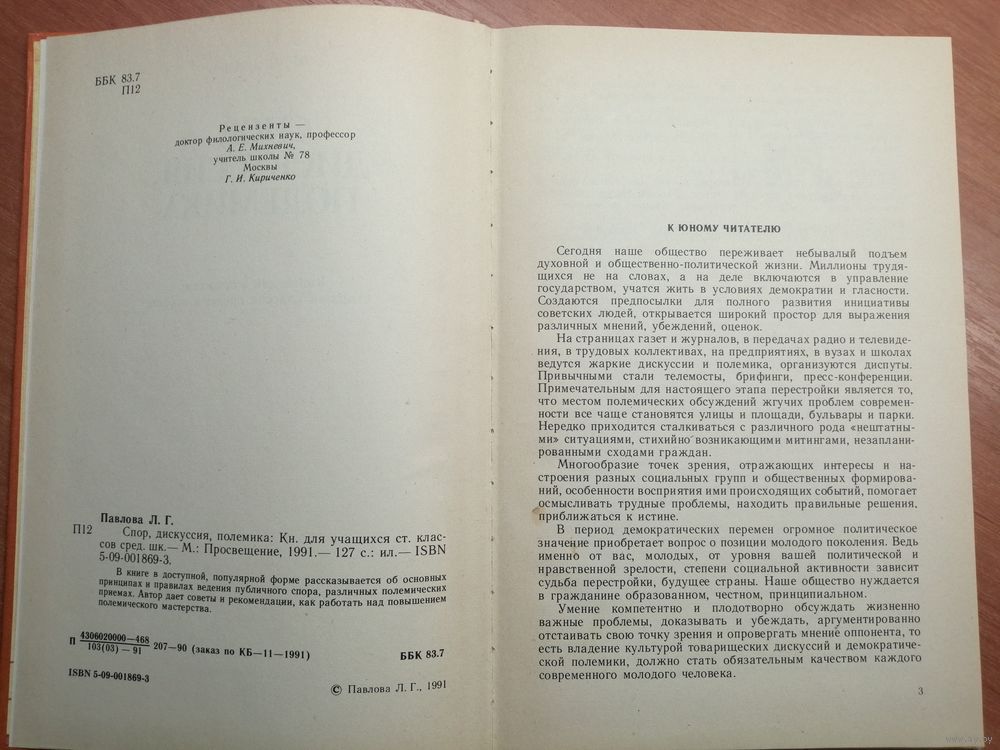 ББК 83.7
П12
Рецензенты —
доктор филологических наук, профессор
А. Е. Михневич,
учитель школы № 78
Москвы
Г. И. Кириченко
Павлова Л. Г.
П12 Спор, дискуссия, полемика: Кн. для учащихся ст. клас-
сов сред. шк.— М.: Просвещение, 1991.— 127 с.: ил.— ISBN
5-09-001869-3.
В книге в доступной, популярной форме рассказывается об основных
принципах и правилах ведения публичного спора, различных полемических
приемах. Автор дает советы и рекомендации, как работать над повышением
полемического мастерства.
П 4306020000—468
103(03) — 91 207—90 (заказ по КБ—11—1991) ББК 83.7
ISBN 5-09-001869-3
© Павлова Л. Г., 1991
К ЮНОМУ ЧИТАТЕЛЮ
Сегодня наше общество переживает небывалый подъем
духовной и общественно-политической жизни. Миллионы трудя-
щихся не на словах, а на деле включаются в управление
государством, учатся жить в условиях демократии и гласности.
Создаются предпосылки для полного развития инициативы
советских людей, открывается широкий простор для выражения
различных мнений, убеждений, оценок.
На страницах газет и журналов, в передачах радио и телевиде-
ния, в трудовых коллективах, на предприятиях, в вузах и школах
ведутся жаркие дискуссии и полемика, организуются диспуты.
Привычными стали телемосты, брифинги, пресс-конференции.
Примечательным для настоящего этапа перестройки является то,
что местом полемических обсуждений жгучих проблем современ-
ности все чаще становятся улицы и площади, бульвары и парки.
Нередко приходится сталкиваться с различного рода «нештатны-
ми» ситуациями, стихийно возникающими митингами, незаплани-
рованными сходами граждан.
Многообразие точек зрения, отражающих интересы и на-
строения разных социальных групп и общественных формирова-
ний, особенности восприятия ими происходящих событий, помогает
осмысливать трудные проблемы, находить правильные решения,
приближаться к истине.
В период демократических перемен огромное политическое
значение приобретает вопрос о позиции молодого поколения. Ведь
именно от вас, молодых, от уровня вашей политической и
нравственной зрелости, степени социальной активности зависит
судьба перестройки, будущее страны. Наше общество нуждается
в гражданине образованном, честном, принципиальном.
Умение компетентно и плодотворно обсуждать жизненно
важные проблемы, доказывать и убеждать, аргументированно
отстаивать свою точку зрения и опровергать мнение оппонента, то
есть владение культурой товарищеских дискуссий и демократиче-
ской полемики, должно стать обязательным качеством каждого
современного молодого человека.
3